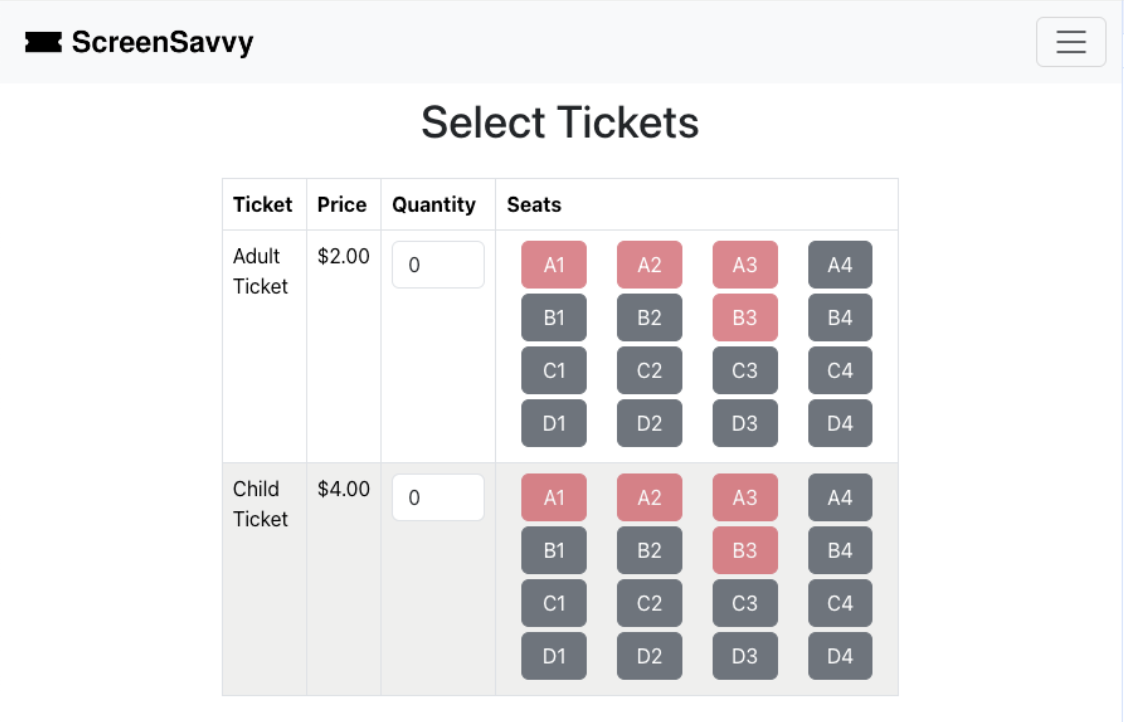 ScreenSavvy
Select Tickets
Ticket Price Quantity Seats
Adult Ticket $2.00 0
A1 A2 A3 A4
B1 B2 B3 B4
C1 C2 C3 C4
D1 D2 D3 D4
Child Ticket $4.00 0
A1 A2 A3 A4
B1 B2 B3 B4
C1 C2 C3 C4
D1 D2 D3 D4